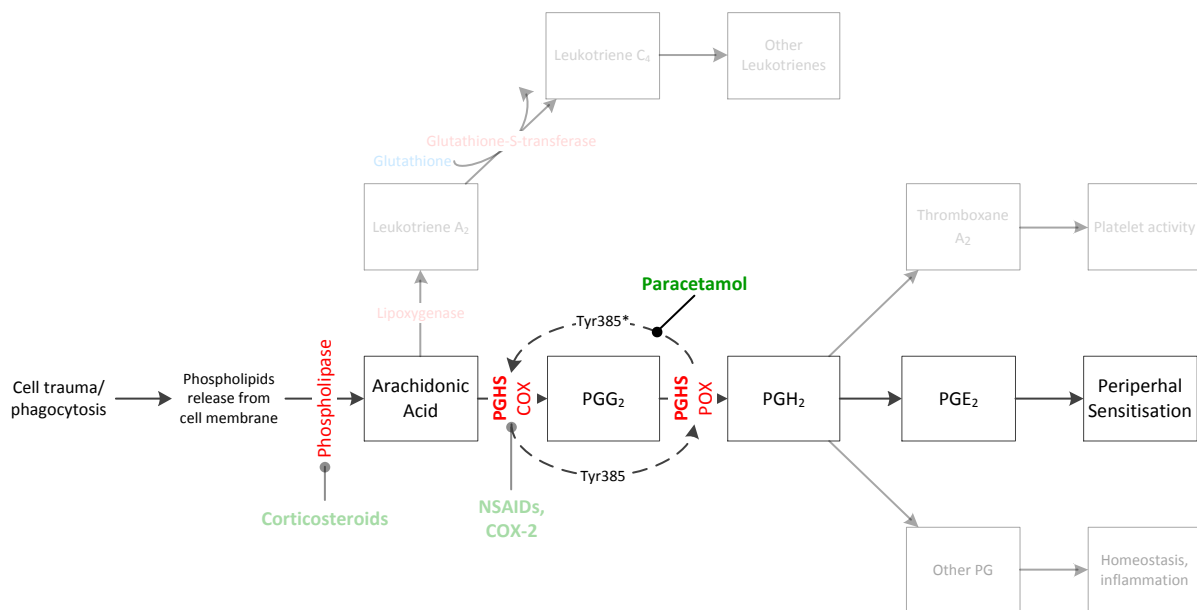 Leukotriene C₄
Other
Leukotrienes
Glutathione-S-transferase
Glutathione
Leukotriene A₂
Thromboxane
A₂
Platelet activity
Paracetamol
Lipoxygenase
Tyr385*
Cell trauma/
phagocytosis
Phospholipids
release from
cell membrane
Phospholipase
Arachidonic
Acid
PGHS
COX
PGG₂
PGHS
POX
PGH₂
PGE₂
Periperhal
Sensitisation
Tyr385
Corticosteroids
NSAIDs,
COX-2
Other PG
Homeostasis,
inflammation